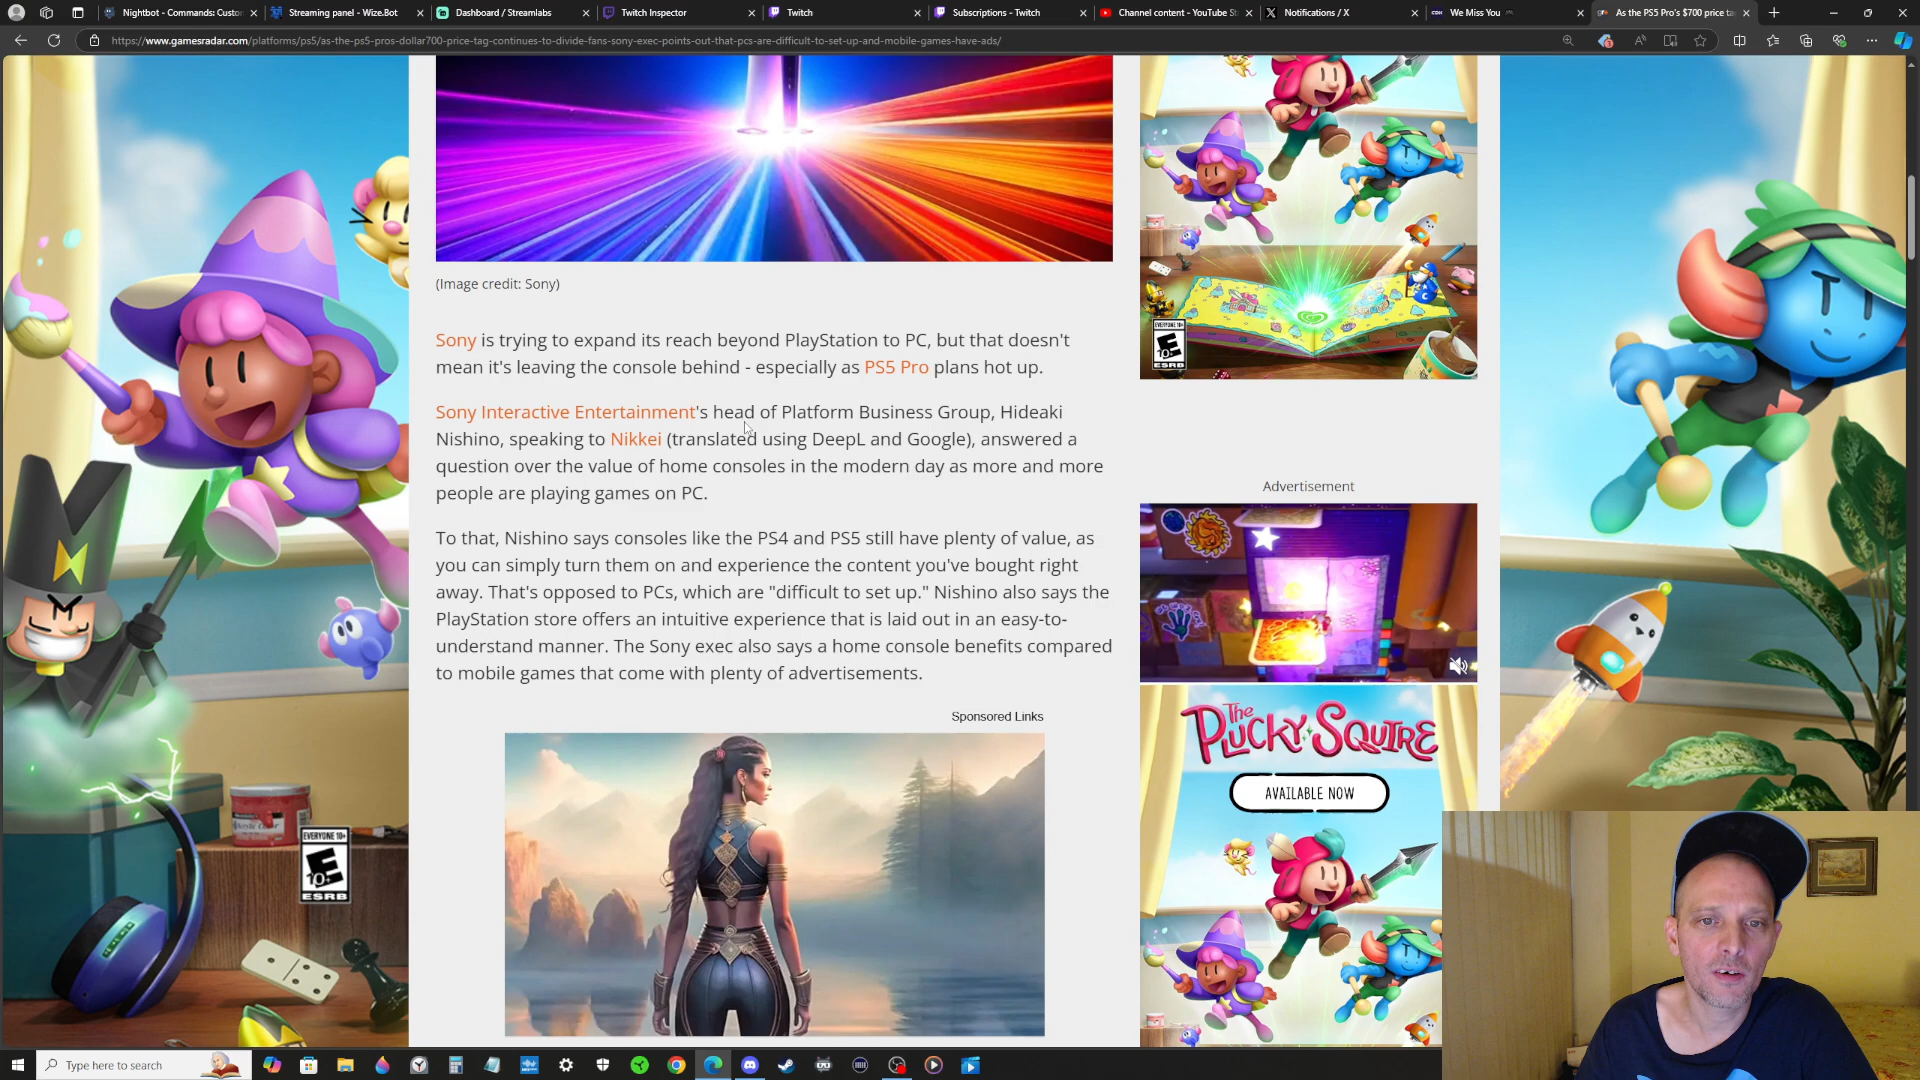 Nightbot - Commands: Custor
Streaming panel - Wize.Bot
Dashboard / Streamlabs
Twitch Inspector
Twitch
Subscriptions - Twitch
Channel content - YouTube St
Notifications / X
We Miss You
As the PS5 Pro's $700 price ta
https://www.gamesradar.com/platforms/ps5/as-the-ps5-pros-dollar700-price-tag-continues-to-divide-fans-sony-exec-points-out-that-pcs-are-difficult-to-set-up-and-mobile-games-have-ads/
(Image credit: Sony)
Sony is trying to expand its reach beyond PlayStation to PC, but that doesn't
mean it's leaving the console behind - especially as PS5 Pro plans hot up.
Sony Interactive Entertainment's head of Platform Business Group, Hideaki
Nishino, speaking to Nikkei (translated using DeepL and Google), answered a
question over the value of home consoles in the modern day as more and more
people are playing games on PC.
To that, Nishino says consoles like the PS4 and PS5 still have plenty of value, as
you can simply turn them on and experience the content you've bought right
away. That's opposed to PCs, which are "difficult to set up." Nishino also says the
PlayStation store offers an intuitive experience that is laid out in an easy-to-
understand manner. The Sony exec also says a home console benefits compared
to mobile games that come with plenty of advertisements.
Sponsored Links
EVERYONE 10+
E
10+
ESRB
Advertisement
The
Plucky Squire
AVAILABLE NOW
EVERYONE 10+
E
10+
ESRB
Type here to search